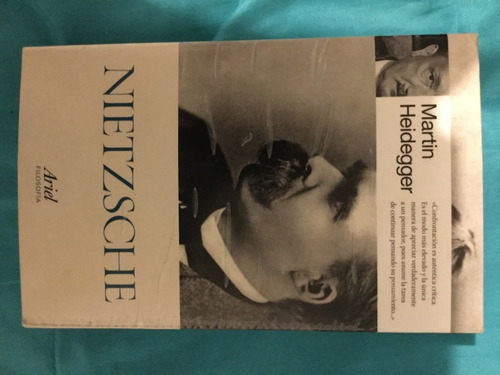 Martin
Heidegger
«Confrontación es auténtica crítica.
Es el modo más elevado y la única
manera de apreciar verdaderamente
a un pensador, pues asume la tarea
de continuar pensando su pensamiento...»
NIETZSCHE
Ariel
FILOSOFÍA